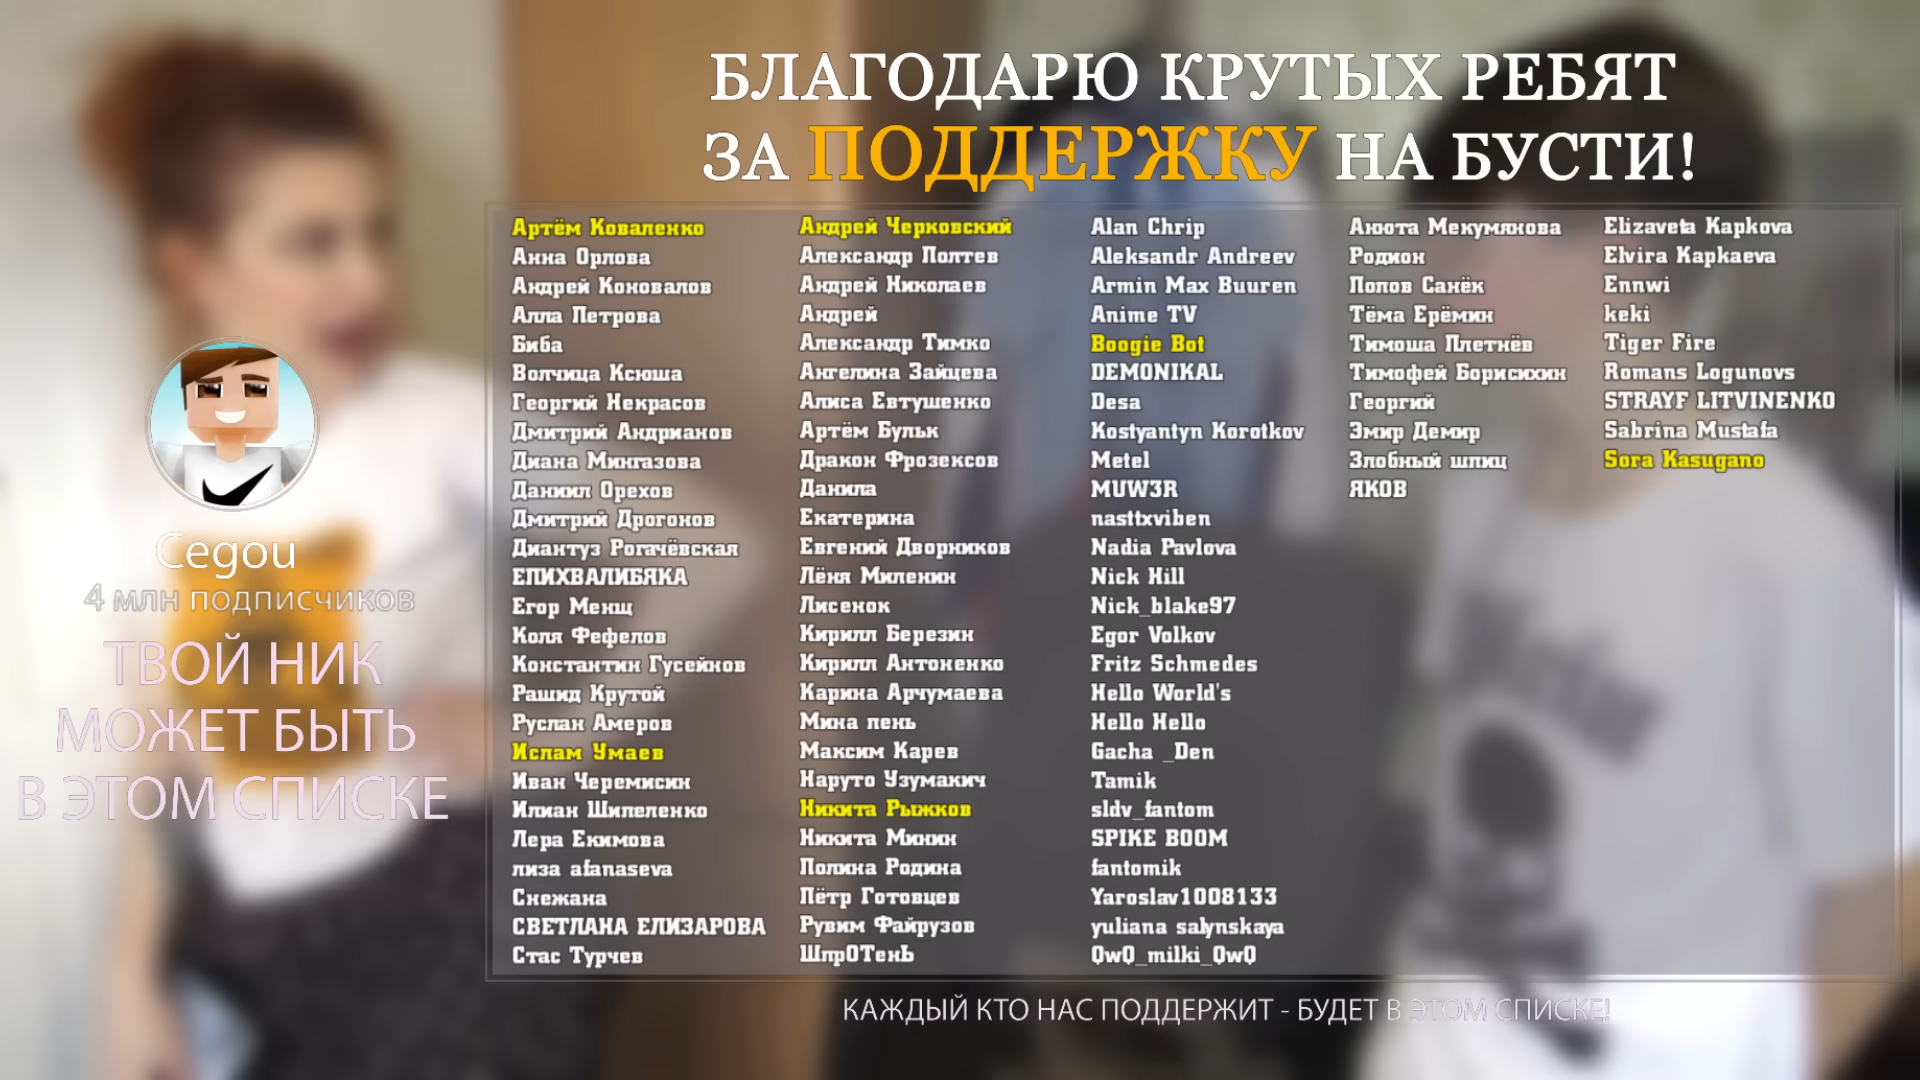 БЛАГОДАРЮ КРУТЫХ РЕБЯТ
ЗА ПОДДЕРЖКУ НА БУСТИ!
Cegou
4 МЛН ПОДПИСЧИКОВ
ТВОЙ НИК
МОЖЕТ БЫТЬ
В ЭТОМ СПИСКЕ
Артём Коваленко
Анна Орлова
Андрей Коновалов
Алла Петрова
Биба
Волчица Ксюша
Георгий Некрасов
Дмитрий Андрианов
Диана Мингазова
Даниил Орехов
Дмитрий Дрогонов
Диантуз Рогачёвская
ЕПИХВАЛИБЯКА
Егор Менщ
Коля Фефелов
Константин Гусейнов
Рашид Крутой
Руслан Амеров
Ислам Умаев
Иван Черемисин
Илиан Шипеленко
Лера Екимова
лиза afanaseva
Снежана
СВЕТЛАНА ЕЛИЗАРОВА
Стас Турчев
Андрей Черковский
Александр Полтев
Андрей Николаев
Андрей
Александр Тимко
Ангелина Зайцева
Алиса Евтушенко
Артём Бульк
Дракон Фрозексов
Данила
Екатерина
Евгений Дворников
Лёня Миленин
Лисенок
Кирилл Березин
Кирилл Антоненко
Карина Арчумаева
Мина пень
Максим Карев
Наруто Узумакич
Никита Рыжков
Никита Минин
Полина Родина
Пётр Готовцев
Рувим Файрузов
ШпрОТенЬ
Alan Chrip
Aleksandr Andreev
Armin Max Buuren
Anime TV
Boogie Bot
DEMONIKAL
Desa
Kostyantyn Korotkov
Metel
MUW3R
nasttxviben
Nadia Pavlova
Nick Hill
Nick_blake97
Egor Volkov
Fritz Schmedes
Hello World's
Hello Hello
Gacha _Den
Tamik
sldv_fantom
SPIKE BOOM
fantomik
Yaroslav1008133
yuliana salynskaya
QwQ_milki_QwQ
Анюта Мекумянова
Родион
Попов Санёк
Тёма Ерёмин
Тимоша Плетнёв
Тимофей Борисихин
Георгий
Эмир Демир
Злобный шпиц
ЯКОВ
Elizaveta Kapkova
Elvira Kapkaeva
Ennwi
keki
Tiger Fire
Romans Logunovs
STRAYF LITVINENKO
Sabrina Mustafa
Sora Kasugano
КАЖДЫЙ КТО НАС ПОДДЕРЖИТ - БУДЕТ В ЭТОМ СПИСКЕ!